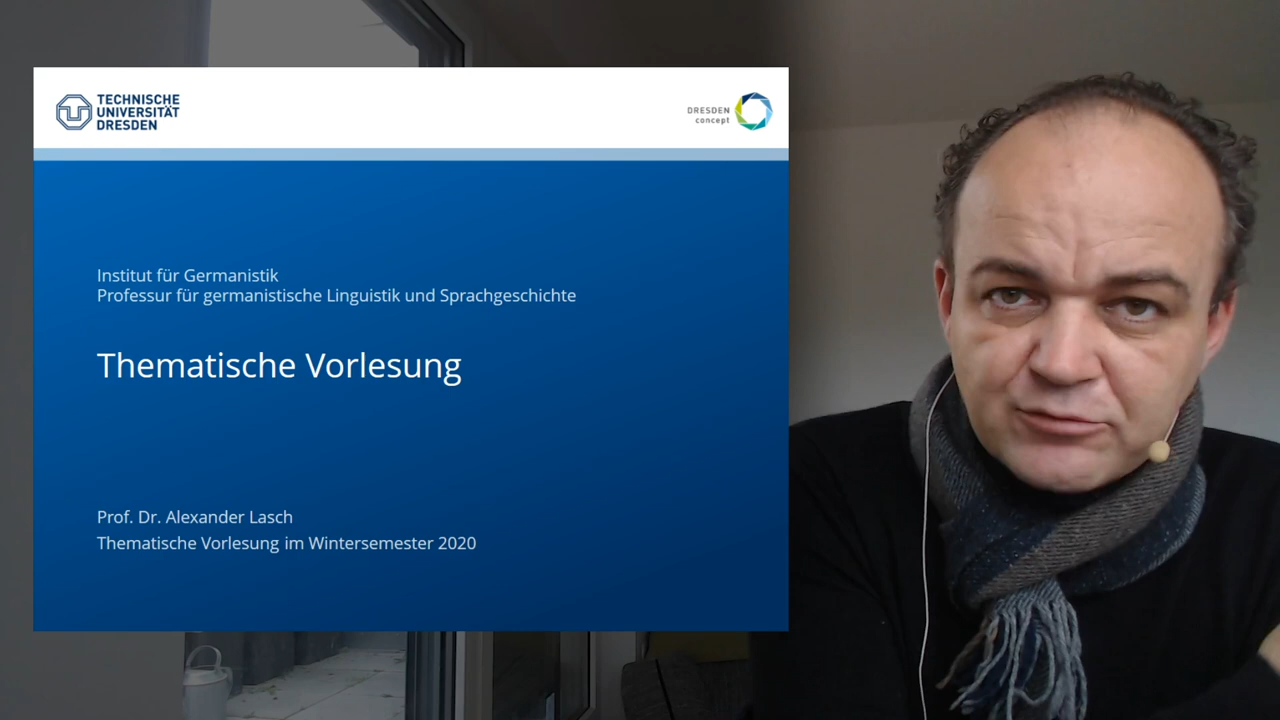 TECHNISCHE
UNIVERSITÄT
DRESDEN
DRESDEN
concept
Institut für Germanistik
Professur für germanistische Linguistik und Sprachgeschichte
Thematische Vorlesung
Prof. Dr. Alexander Lasch
Thematische Vorlesung im Wintersemester 2020